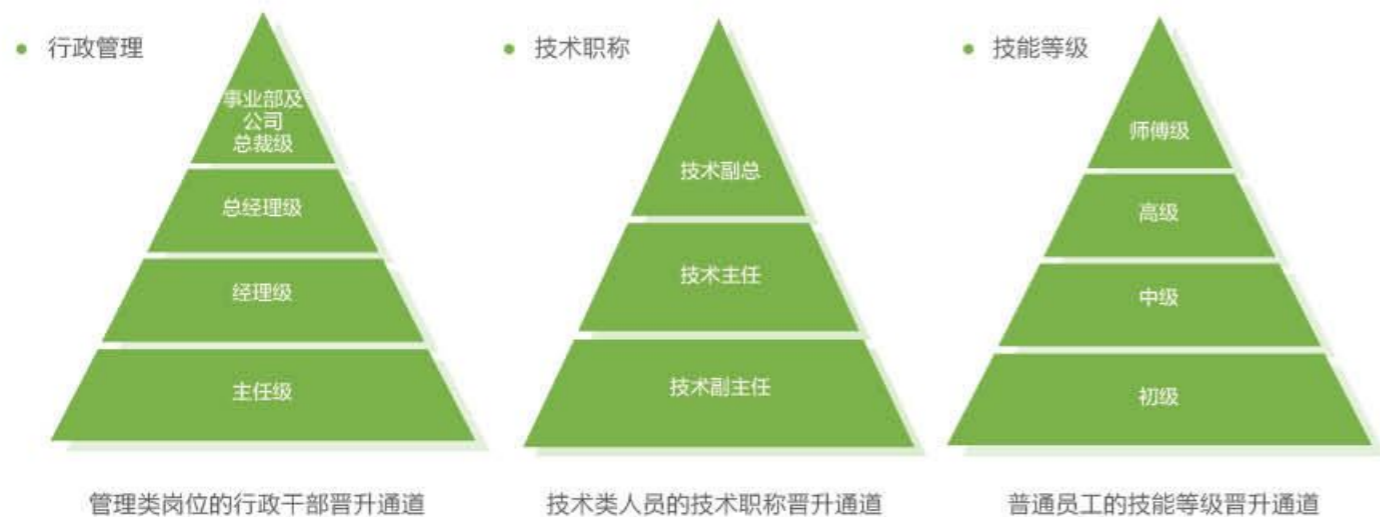 行政管理
事业部及
公司
总裁级
总经理级
经理级
主任级
管理类岗位的行政干部晋升通道
技术职称
技术副总
技术主任
技术副主任
技术类人员的技术职称晋升通道
技能等级
师傅级
高级
中级
初级
普通员工的技能等级晋升通道